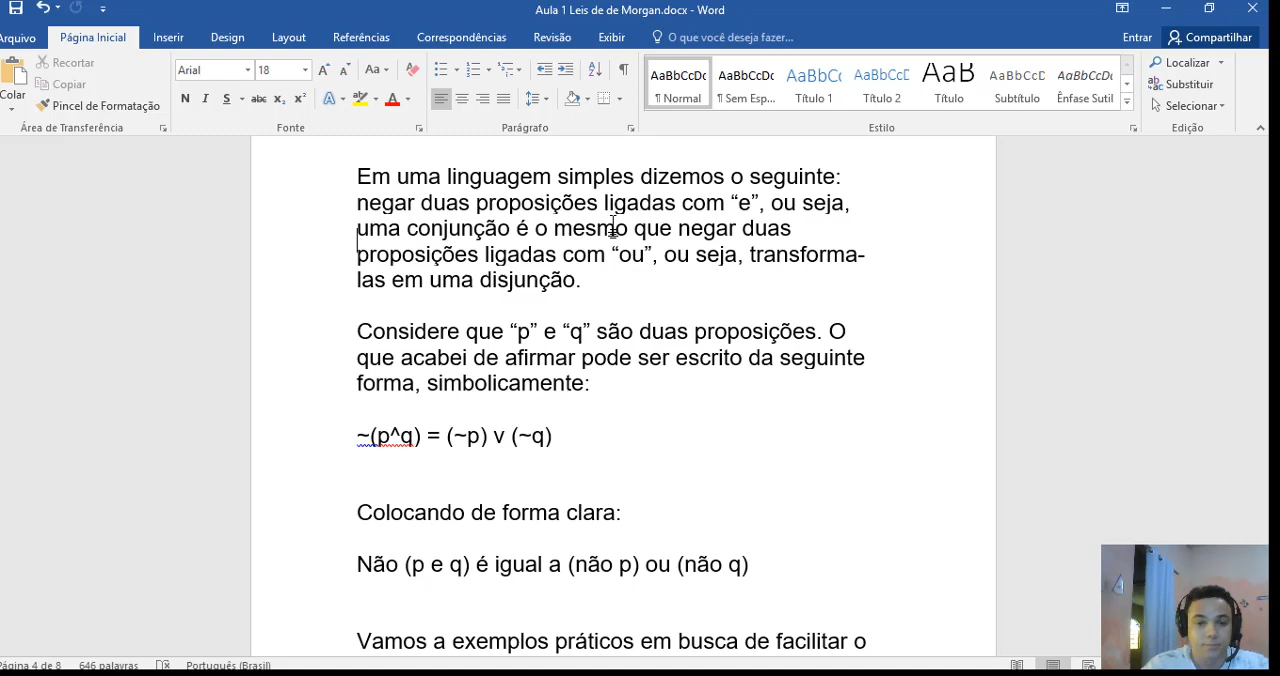 Aula 1 Leis de de Morgan.docx - Word
Arquivo Página Inicial Inserir Design Layout Referências Correspondências Revisão Exibir O que você deseja fazer... Entrar Compartilhar
Colar
Recortar
Copiar
Pincel de Formatação
Área de Transferência
Arial 18
N I S abc x₂ x² A A
Fonte
Parágrafo
AaBbCcDc AaBbCcDc AaBbCc AaBbCcD AaB AaBbCcD AaBbCcDc
¶ Normal ¶ Sem Esp... Título 1 Título 2 Título Subtítulo Ênfase Sutil
Estilo
Localizar
Substituir
Selecionar
Edição
Em uma linguagem simples dizemos o seguinte:
negar duas proposições ligadas com “e”, ou seja,
uma conjunção é o mesmo que negar duas
proposições ligadas com “ou”, ou seja, transforma-
las em uma disjunção.
Considere que “p” e “q” são duas proposições. O
que acabei de afirmar pode ser escrito da seguinte
forma, simbolicamente:
~(p^q) = (~p) v (~q)
Colocando de forma clara:
Não (p e q) é igual a (não p) ou (não q)
Vamos a exemplos práticos em busca de facilitar o
Página 4 de 8 646 palavras Português (Brasil)